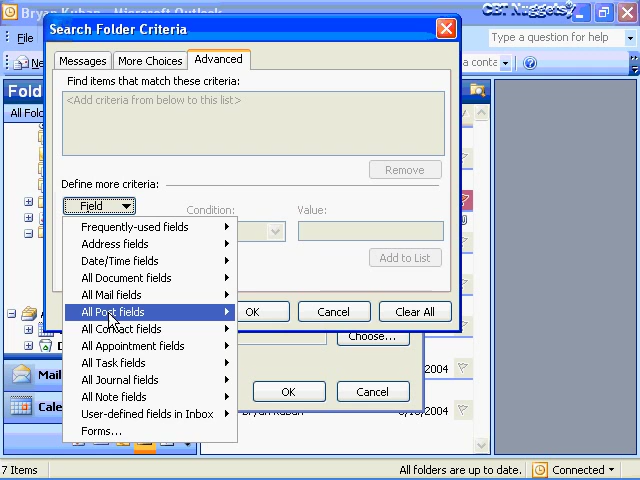 Bryan Kuban - Microsoft Outlook
CBT Nuggets
Search Folder Criteria
File
Type a question for help
Messages
More Choices
Advanced
Find items that match these criteria:
<Add criteria from below to this list>
All Fold
Remove
Define more criteria:
Field
Condition:
Value:
Frequently-used fields
Address fields
Date/Time fields
Add to List
All Document fields
All Mail fields
All Post fields
OK
Cancel
Clear All
All Contact fields
Choose...
All Appointment fields
All Task fields
2004
Mail
All Journal fields
OK
Cancel
All Note fields
Cale
User-defined fields in Inbox
Bryan Kuban
2004
Forms...
7 Items
All folders are up to date.
Connected